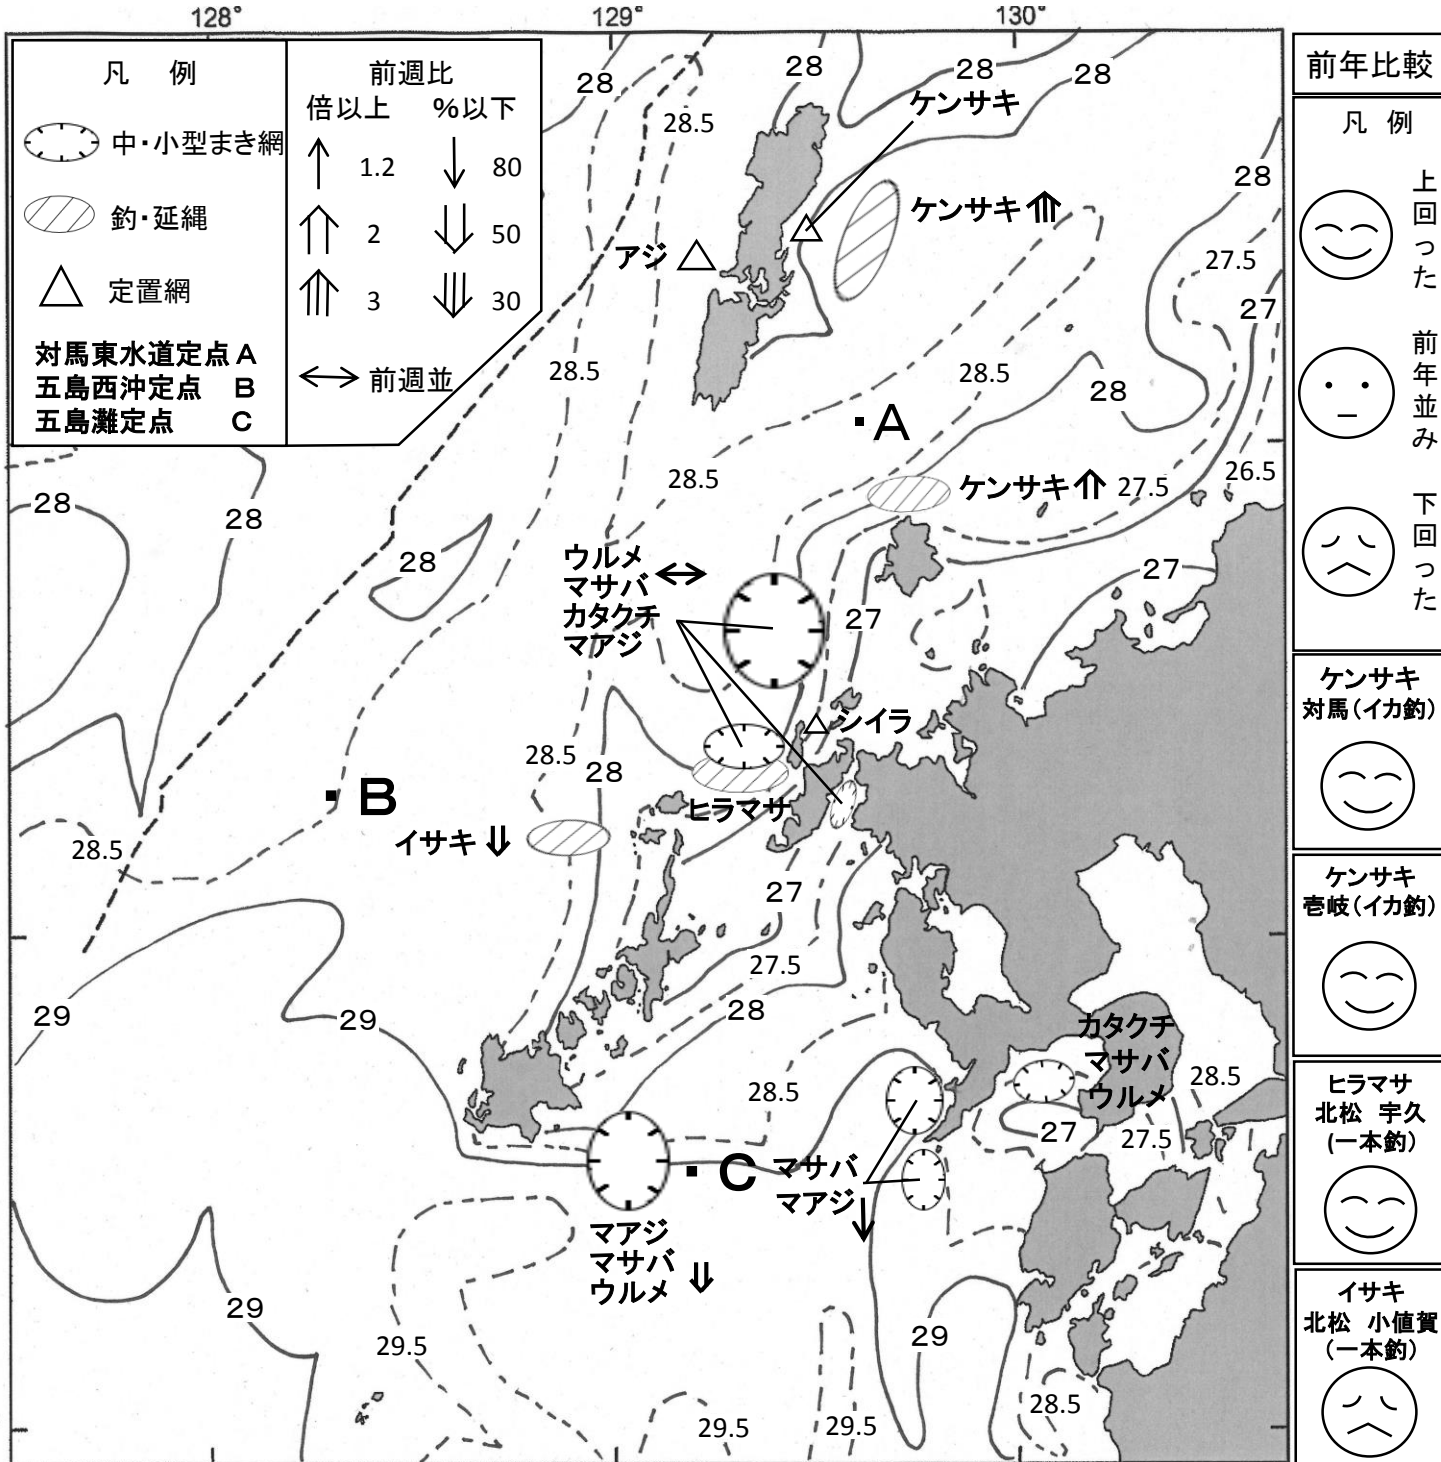 128°
129°
130°
凡 例
中・小型まき網
釣・延縄
定置網
対馬東水道定点 A
五島西沖定点 B
五島灘定点 C
前週比
倍以上 %以下
1.2 80
2 50
3 30
前週並
前年比較
凡 例
上回った
前年並み
下回った
ケンサキ
対馬(イカ釣)
ケンサキ
壱岐(イカ釣)
ヒラマサ
北松 宇久
(一本釣)
イサキ
北松 小値賀
(一本釣)
28
28
28
28
28.5
ケンサキ
28
ケンサキ
アジ
27.5
27
28.5
28.5
28
A
28.5
ケンサキ
27.5
26.5
28
28
28
ウルメ
マサバ
カタクチ
マアジ
27
27
シイラ
28.5
28
B
ヒラマサ
イサキ
28.5
27
27.5
29
29
28
カタクチ
マサバ
ウルメ
28.5
28.5
27
27.5
C
マサバ
マアジ
マアジ
マサバ
ウルメ
29
29.5
29
28.5
29.5
29.5